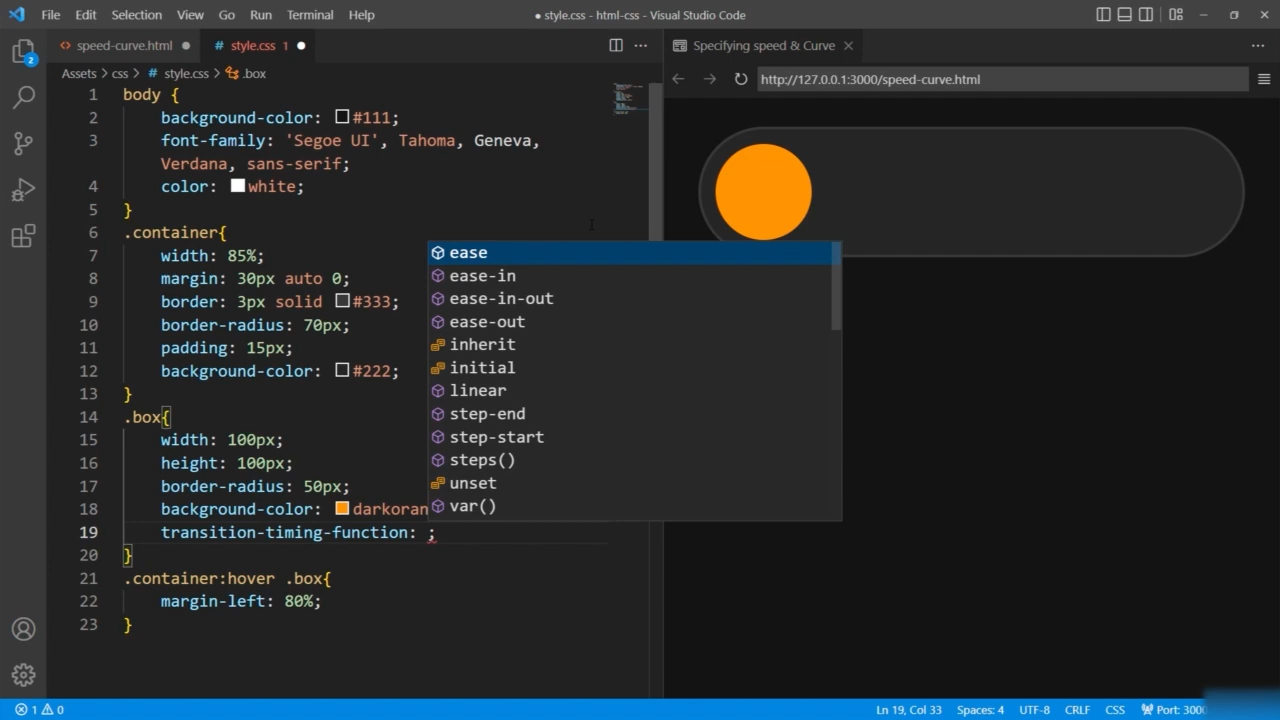 File Edit Selection View Go Run Terminal Help
● style.css - html-css - Visual Studio Code
speed-curve.html ●
# style.css 1 ●
Specifying speed & Curve
Assets > css > # style.css > .box
http://127.0.0.1:3000/speed-curve.html
2
1 body {
2 background-color: #111;
3 font-family: 'Segoe UI', Tahoma, Geneva,
Verdana, sans-serif;
4 color: white;
5 }
6 .container{
7 width: 85%;
8 margin: 30px auto 0;
9 border: 3px solid #333;
10 border-radius: 70px;
11 padding: 15px;
12 background-color: #222;
13 }
14 .box{
15 width: 100px;
16 height: 100px;
17 border-radius: 50px;
18 background-color: darkoran
19 transition-timing-function: ;
20 }
21 .container:hover .box{
22 margin-left: 80%;
23 }
ease
ease-in
ease-in-out
ease-out
inherit
initial
linear
step-end
step-start
steps()
unset
var()
1 0
Ln 19, Col 33 Spaces: 4 UTF-8 CRLF CSS Port: 3000